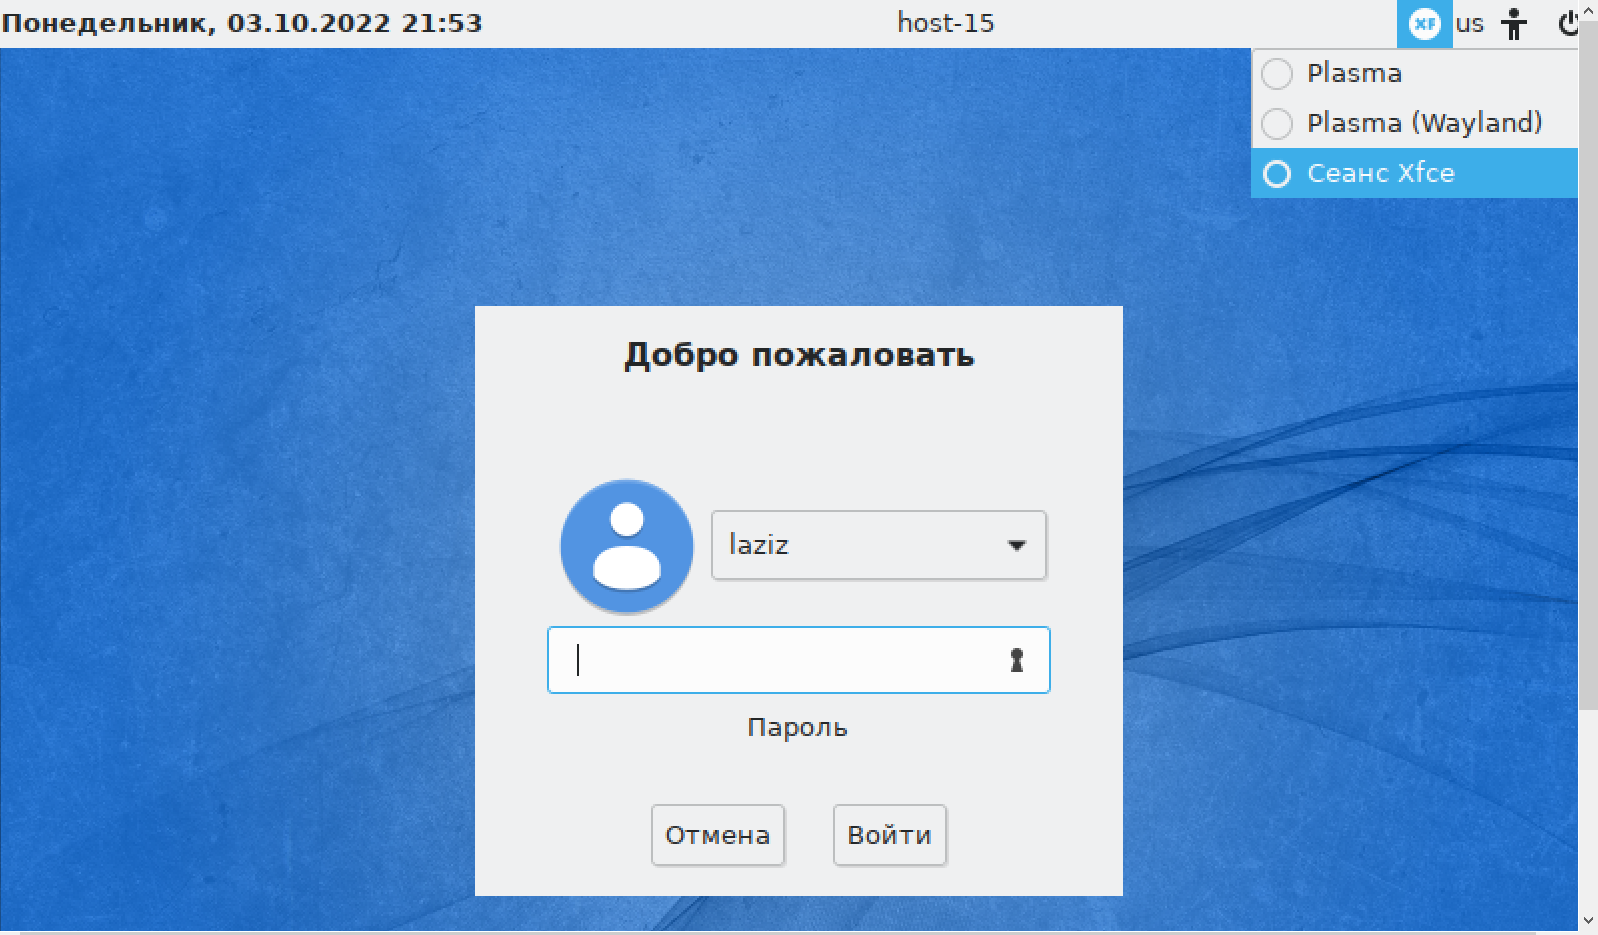 Понедельник, 03.10.2022 21:53
host-15
XF
us
Plasma
Plasma (Wayland)
Сеанс Xfce
Добро пожаловать
laziz
Пароль
Отмена
Войти